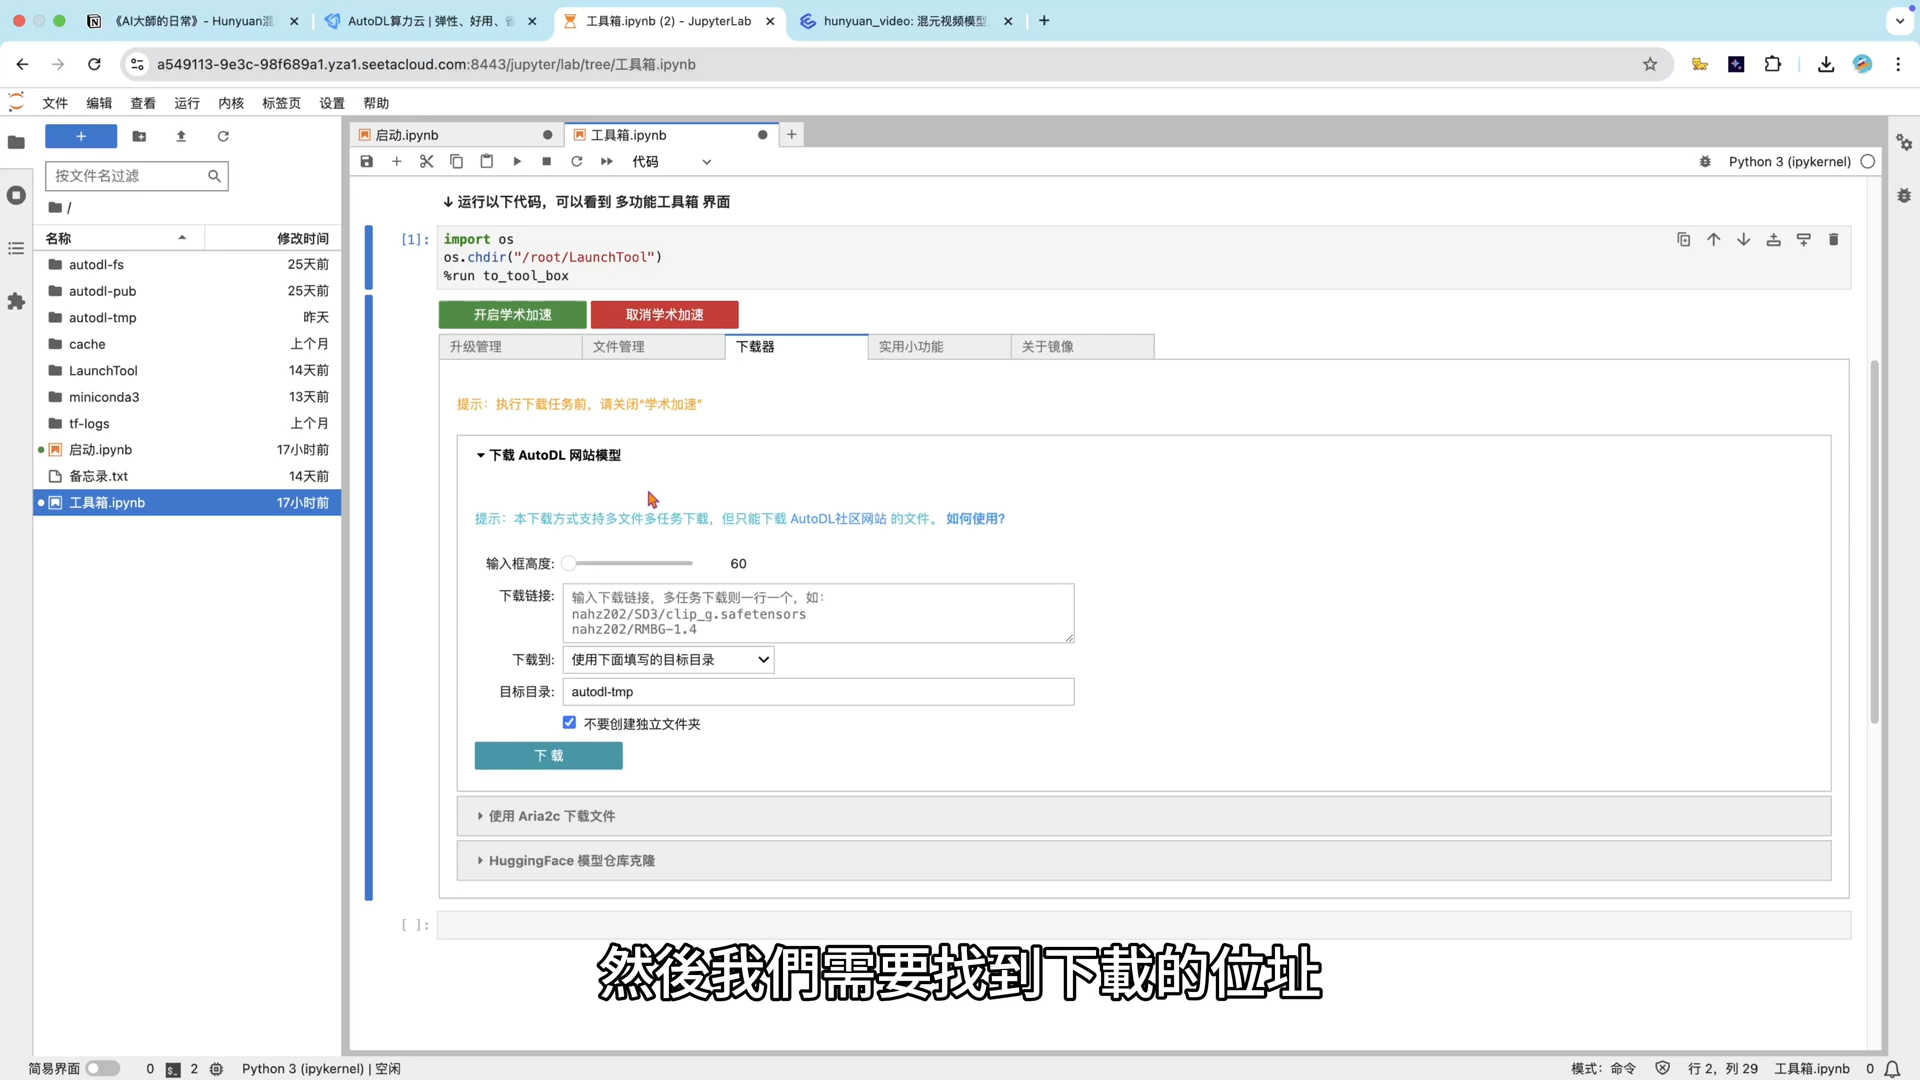 《AI大師的日常》- Hunyuan混
AutoDL算力云 | 弹性、好用、省
工具箱.ipynb (2) - JupyterLab
hunyuan_video: 混元视频模型
a549113-9e3c-98f689a1.yza1.seetacloud.com:8443/jupyter/lab/tree/工具箱.ipynb
文件 编辑 查看 运行 内核 标签页 设置 帮助
启动.ipynb
工具箱.ipynb
代码
Python 3 (ipykernel)
按文件名过滤
/
名称 修改时间
autodl-fs 25天前
autodl-pub 25天前
autodl-tmp 昨天
cache 上个月
LaunchTool 14天前
miniconda3 13天前
tf-logs 上个月
启动.ipynb 17小时前
备忘录.txt 14天前
工具箱.ipynb 17小时前
↓ 运行以下代码，可以看到 多功能工具箱 界面
[1]:
import os
os.chdir("/root/LaunchTool")
%run to_tool_box
开启学术加速 取消学术加速
升级管理 文件管理 下载器 实用小功能 关于镜像
提示：执行下载任务前，请关闭“学术加速”
下载 AutoDL 网站模型
提示：本下载方式支持多文件多任务下载，但只能下载 AutoDL社区网站 的文件。 如何使用?
输入框高度: 60
下载链接: 输入下载链接，多任务下载则一行一个，如：
nahz202/SD3/clip_g.safetensors
nahz202/RMBG-1.4
下载到: 使用下面填写的目标目录
目标目录: autodl-tmp
不要创建独立文件夹
下 载
使用 Aria2c 下载文件
HuggingFace 模型仓库克隆
[ ]:
然後我們需要找到下載的位址
简易界面 0 2 Python 3 (ipykernel) | 空闲 模式：命令 行 2，列 29 工具箱.ipynb 0